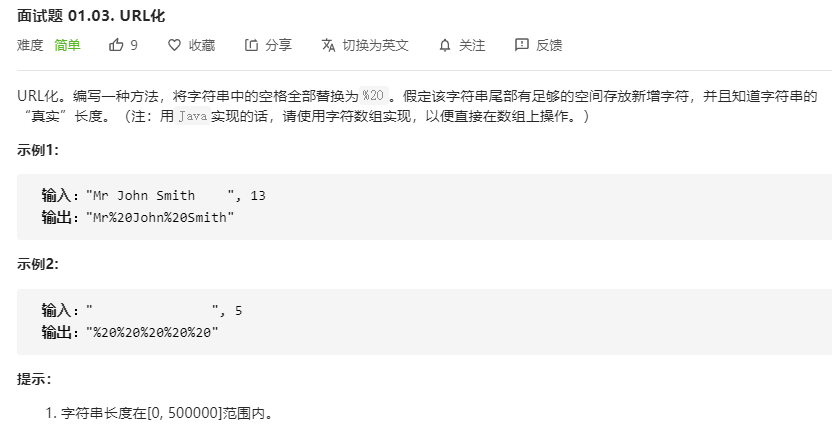 面试题 01.03. URL化
难度 简单 9 收藏 分享 切换为英文 关注 反馈
URL化。编写一种方法，将字符串中的空格全部替换为%20。假定该字符串尾部有足够的空间存放新增字符，并且知道字符串的
“真实”长度。（注：用Java实现的话，请使用字符数组实现，以便直接在数组上操作。）
示例1:
输入："Mr John Smith    ", 13
输出："Mr%20John%20Smith"
示例2:
输入："               ", 5
输出："%20%20%20%20%20"
提示：
1. 字符串长度在[0, 500000]范围内。